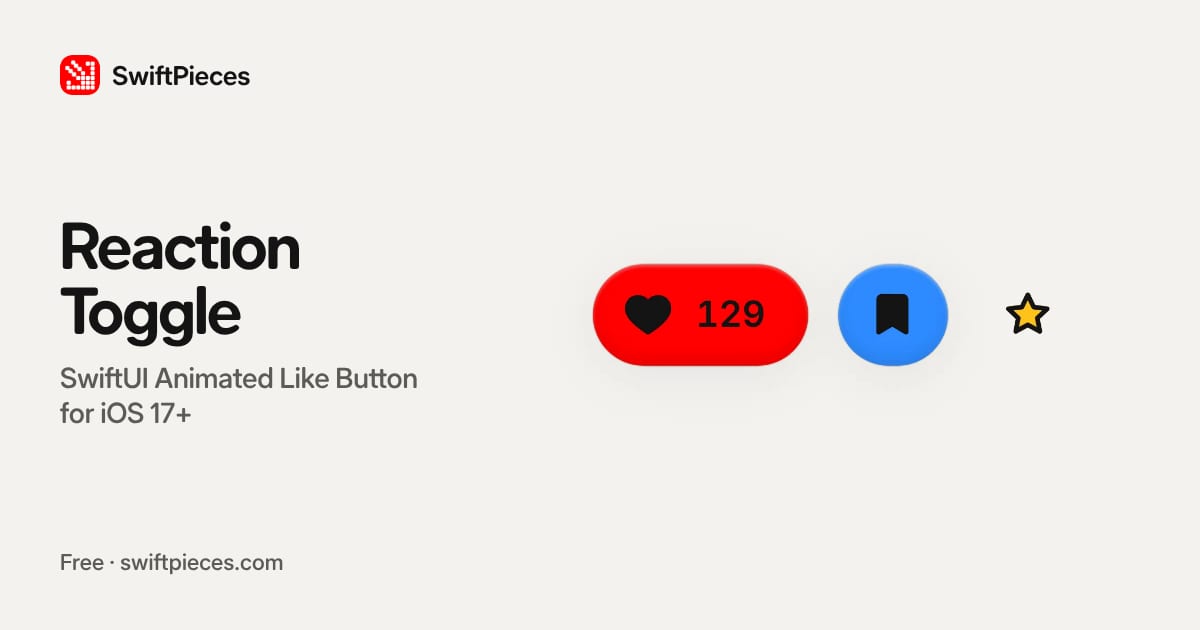 SwiftPieces
Reaction
Toggle
SwiftUI Animated Like Button
for iOS 17+
129
Free · swiftpieces.com